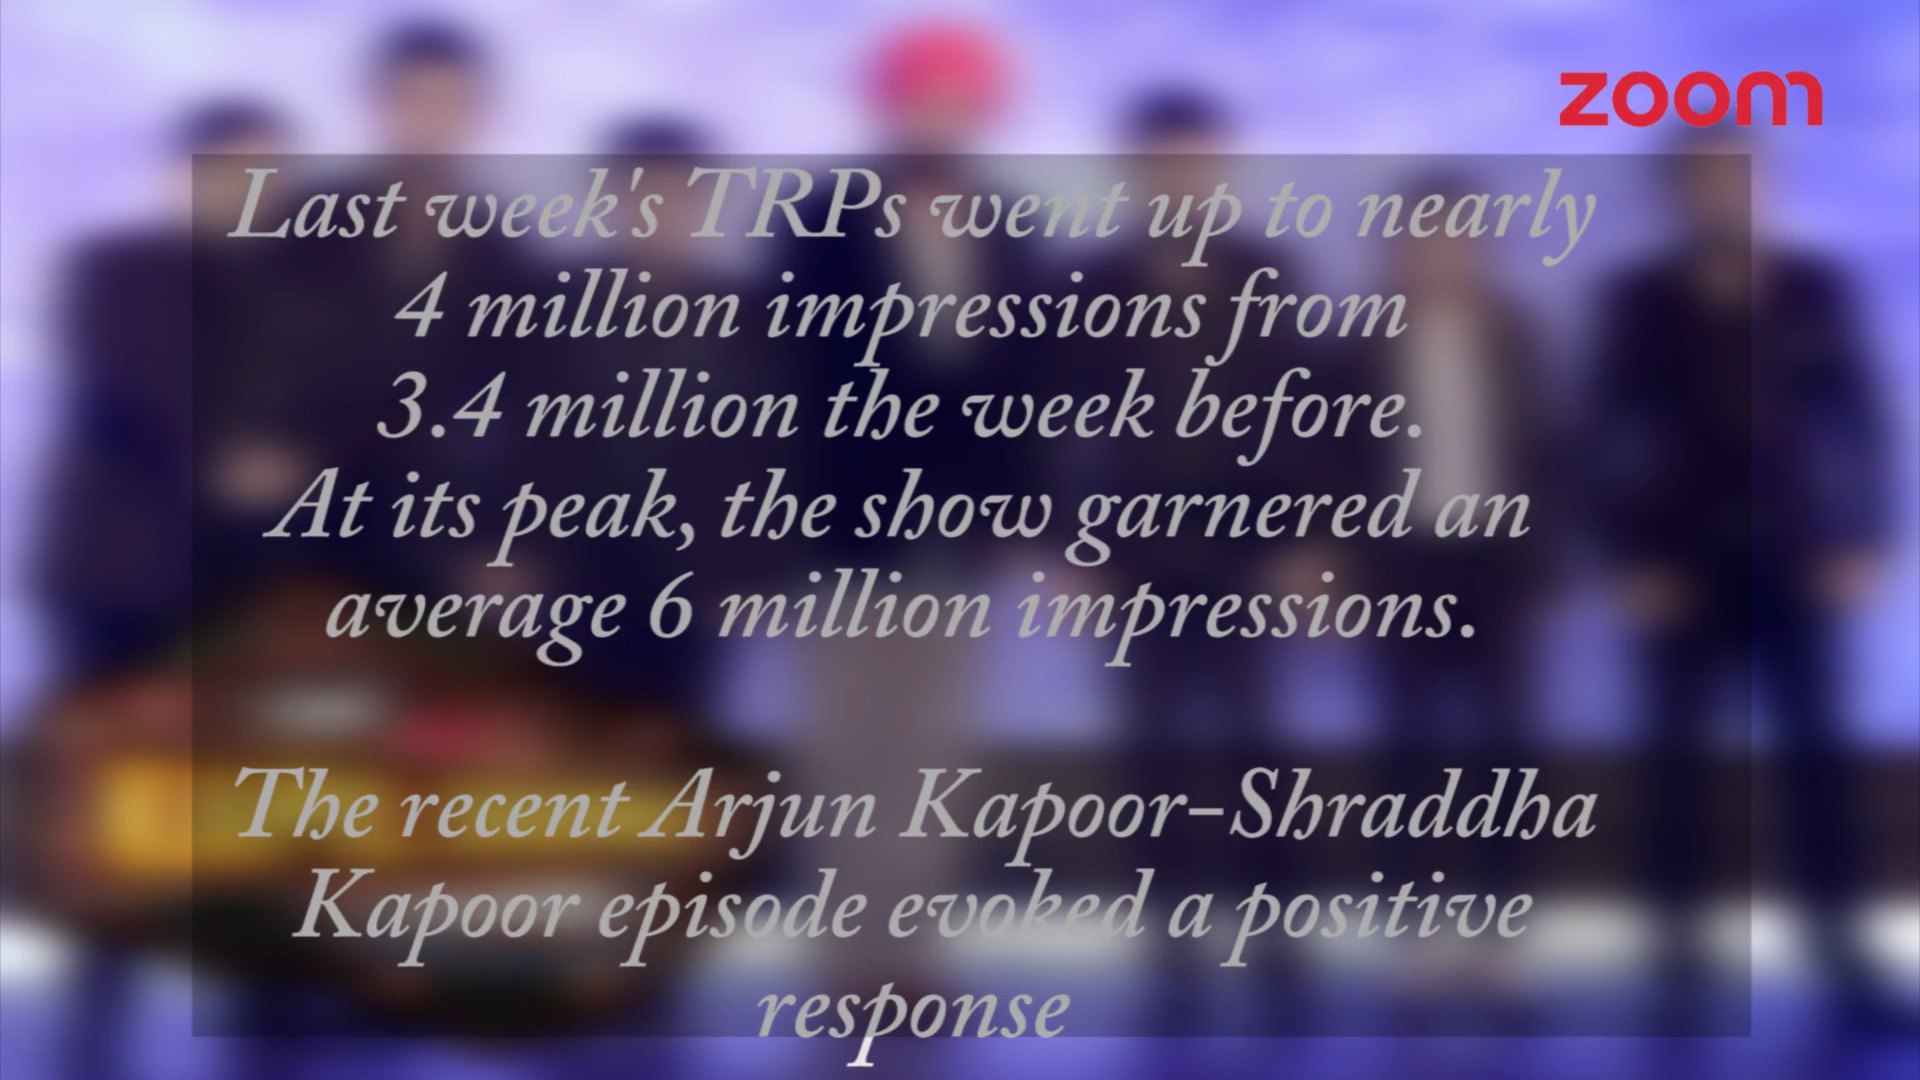 zoom
Last week's TRPs went up to nearly
4 million impressions from
3.4 million the week before.
At its peak, the show garnered an
average 6 million impressions.
The recent Arjun Kapoor-Shraddha
Kapoor episode evoked a positive
response